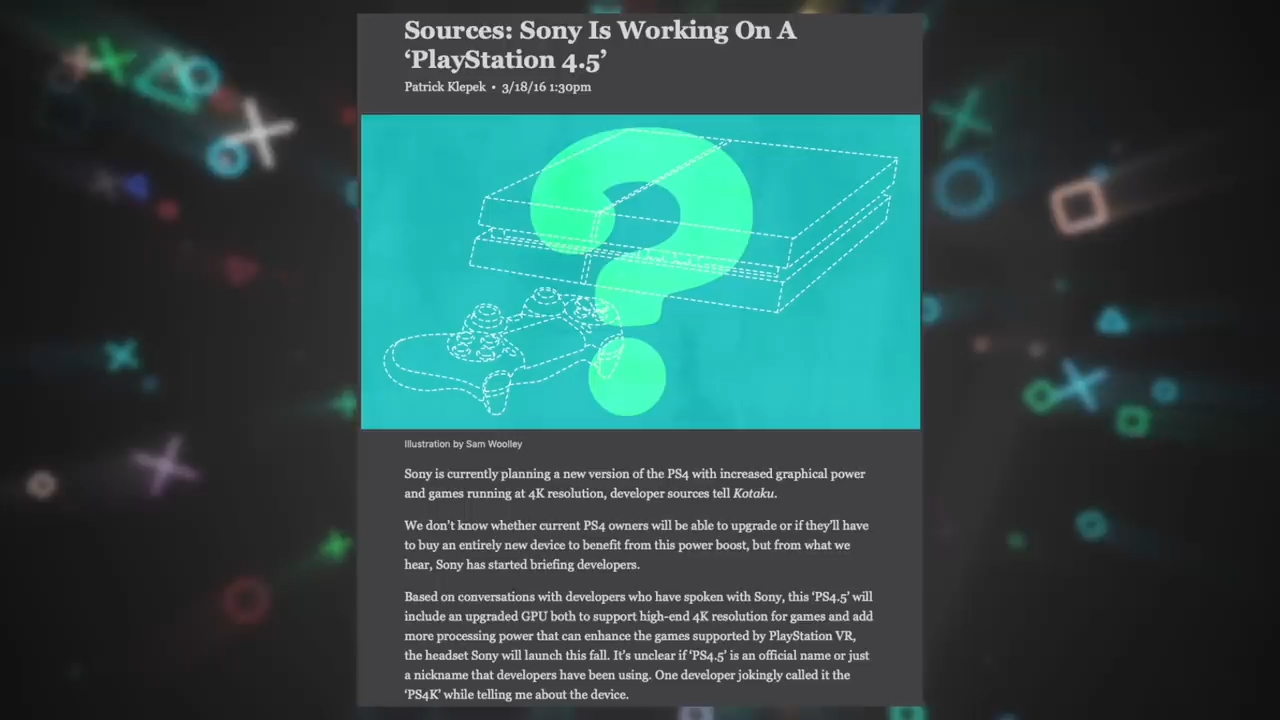 Sources: Sony Is Working On A
‘PlayStation 4.5’
Patrick Klepek • 3/18/16 1:30pm
Illustration by Sam Woolley
Sony is currently planning a new version of the PS4 with increased graphical power
and games running at 4K resolution, developer sources tell Kotaku.
We don't know whether current PS4 owners will be able to upgrade or if they'll have
to buy an entirely new device to benefit from this power boost, but from what we
hear, Sony has started briefing developers.
Based on conversations with developers who have spoken with Sony, this ‘PS4.5’ will
include an upgraded GPU both to support high-end 4K resolution for games and add
more processing power that can enhance the games supported by PlayStation VR,
the headset Sony will launch this fall. It's unclear if ‘PS4.5’ is an official name or just
a nickname that developers have been using. One developer jokingly called it the
‘PS4K’ while telling me about the device.